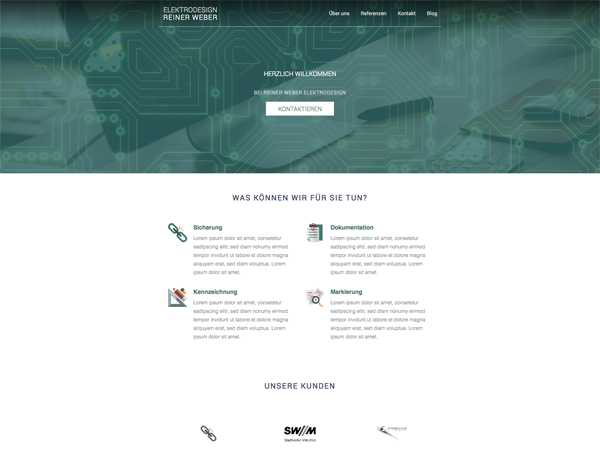 ELEKTRODESIGN
REINER WEBER
Über uns Referenzen Kontakt Blog
HERZLICH WILLKOMMEN
BEI REINER WEBER ELEKTRODESIGN
KONTAKTIEREN
WAS KÖNNEN WIR FÜR SIE TUN?
Sicherung
Lorem ipsum dolor sit amet, consetetur
sadipscing elitr, sed diam nonumy eirmod
tempor invidunt ut labore et dolore magna
aliquyam erat, sed diam voluptua. Lorem
ipsum dolor sit amet.
Dokumentation
Lorem ipsum dolor sit amet, consetetur
sadipscing elitr, sed diam nonumy eirmod
tempor invidunt ut labore et dolore magna
aliquyam erat, sed diam voluptua. Lorem
ipsum dolor sit amet.
Kennzeichnung
Lorem ipsum dolor sit amet, consetetur
sadipscing elitr, sed diam nonumy eirmod
tempor invidunt ut labore et dolore magna
aliquyam erat, sed diam voluptua. Lorem
ipsum dolor sit amet.
Markierung
Lorem ipsum dolor sit amet, consetetur
sadipscing elitr, sed diam nonumy eirmod
tempor invidunt ut labore et dolore magna
aliquyam erat, sed diam voluptua. Lorem
ipsum dolor sit amet.
UNSERE KUNDEN
SW//M
Stadtwerke München